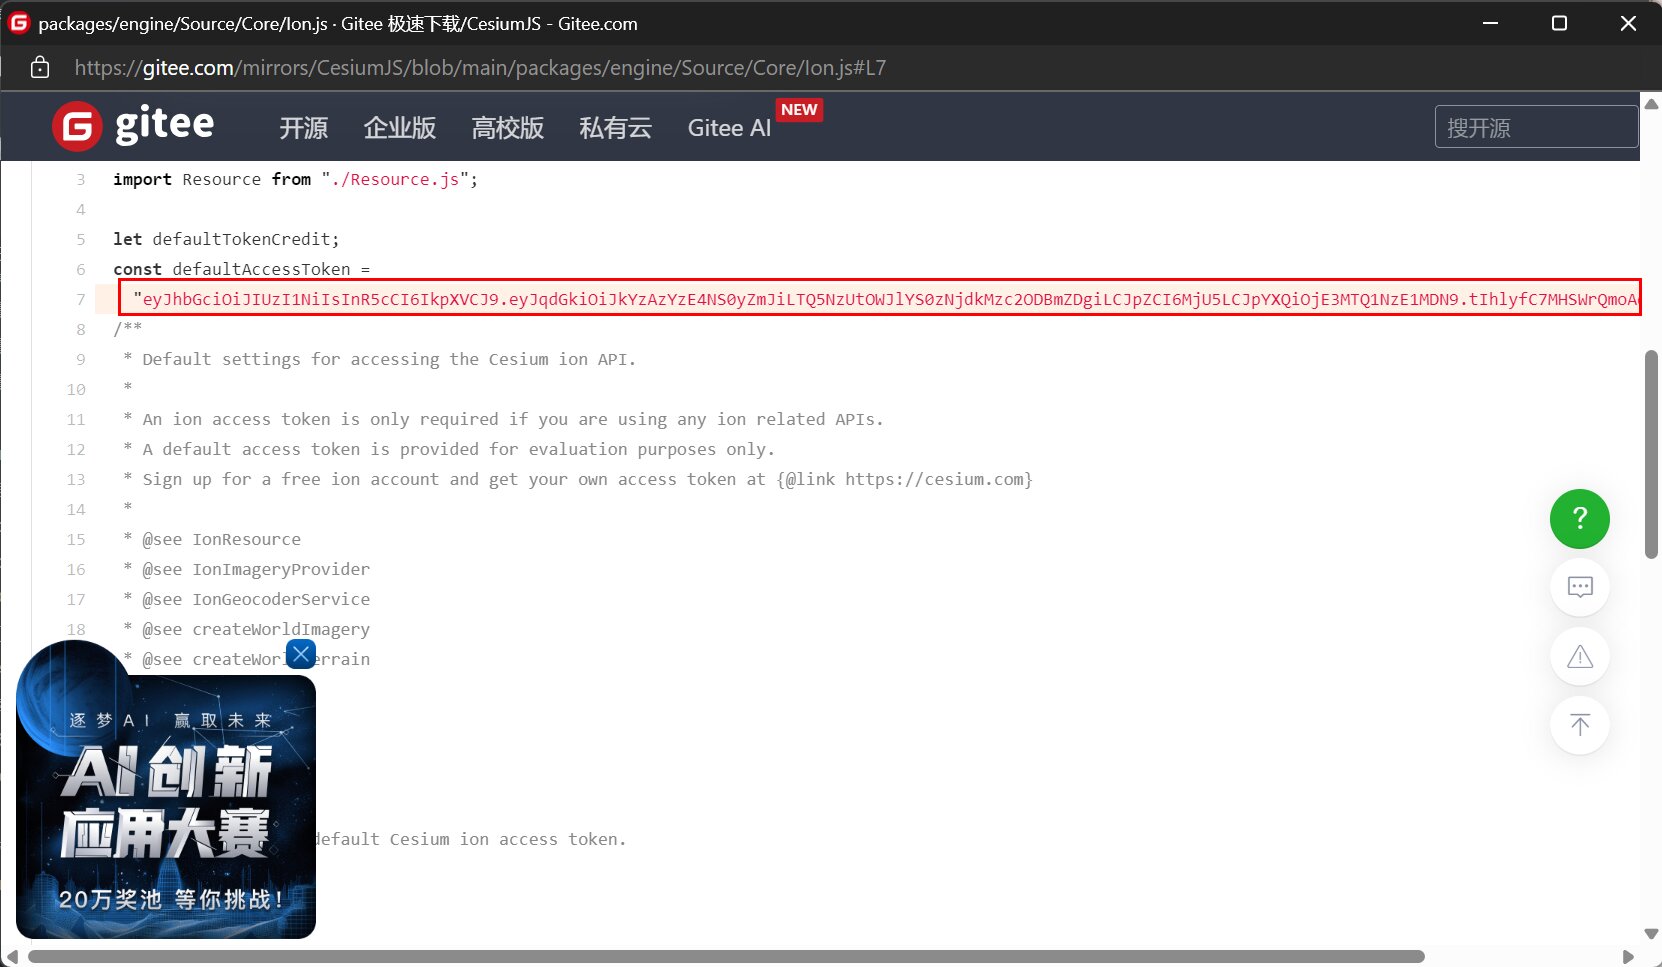 packages/engine/Source/Core/Ion.js · Gitee 极速下载/CesiumJS - Gitee.com
https://gitee.com/mirrors/CesiumJS/blob/main/packages/engine/Source/Core/Ion.js#L7
gitee 开源 企业版 高校版 私有云 Gitee AI NEW 搜开源
3 import Resource from "./Resource.js";
4
5 let defaultTokenCredit;
6 const defaultAccessToken =
7 "eyJhbGciOiJIUzI1NiIsInR5cCI6IkpXVCJ9.eyJqdGkiOiJkYzAzYzE4NS0yZmJiLTQ5NzUtOWJlYS0zNjdkMzc2ODBmZDgiLCJpZCI6MjU5LCJpYXQiOjE3MTQ1NzE1MDN9.tIhlyfC7MHSWrQmoA
8 /**
9 * Default settings for accessing the Cesium ion API.
10 *
11 * An ion access token is only required if you are using any ion related APIs.
12 * A default access token is provided for evaluation purposes only.
13 * Sign up for a free ion account and get your own access token at {@link https://cesium.com}
14 *
15 * @see IonResource
16 * @see IonImageryProvider
17 * @see IonGeocoderService
18 * @see createWorldImagery
* @see createWorl errain
逐梦AI 赢取未来
AI创新
应用大赛
default Cesium ion access token.
20万奖池 等你挑战!